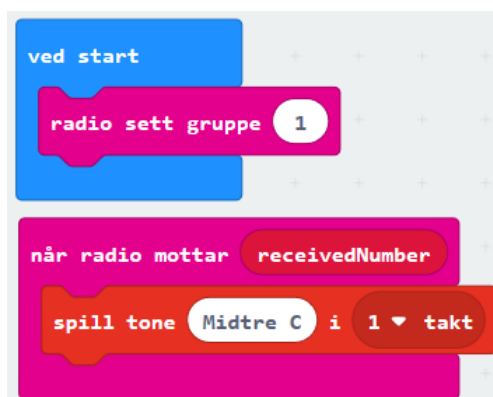 ved start
radio sett gruppe 1
når radio mottar receivedNumber
spill tone Midtre C i 1 takt